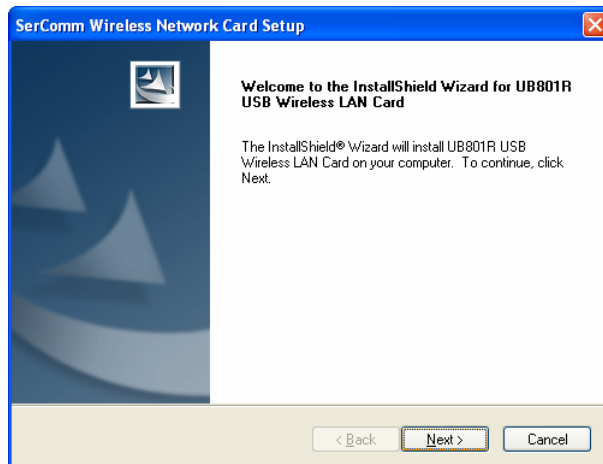 SerComm Wireless Network Card Setup
Welcome to the InstallShield Wizard for UB801R
USB Wireless LAN Card
The InstallShield® Wizard will install UB801R USB
Wireless LAN Card on your computer. To continue, click
Next.
< Back
Next >
Cancel